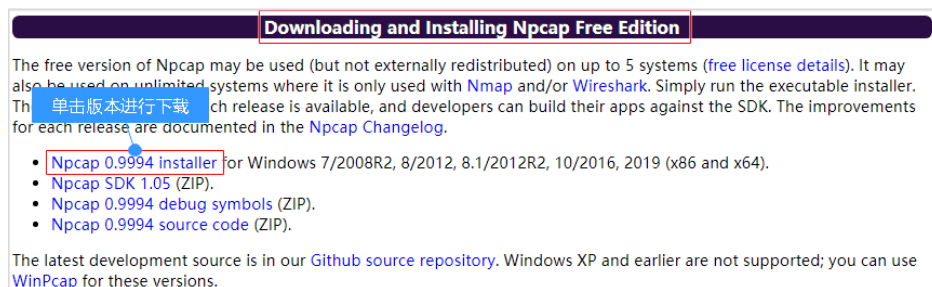 Downloading and Installing Npcap Free Edition
The free version of Npcap may be used (but not externally redistributed) on up to 5 systems (free license details). It may
also be used on unlimited systems where it is only used with Nmap and/or Wireshark. Simply run the executable installer.
Th
单击版本进行下载
ch release is available, and developers can build their apps against the SDK. The improvements
for each release are documented in the Npcap Changelog.
• Npcap 0.9994 installer for Windows 7/2008R2, 8/2012, 8.1/2012R2, 10/2016, 2019 (x86 and x64).
• Npcap SDK 1.05 (ZIP).
• Npcap 0.9994 debug symbols (ZIP).
• Npcap 0.9994 source code (ZIP).
The latest development source is in our Github source repository. Windows XP and earlier are not supported; you can use
WinPcap for these versions.